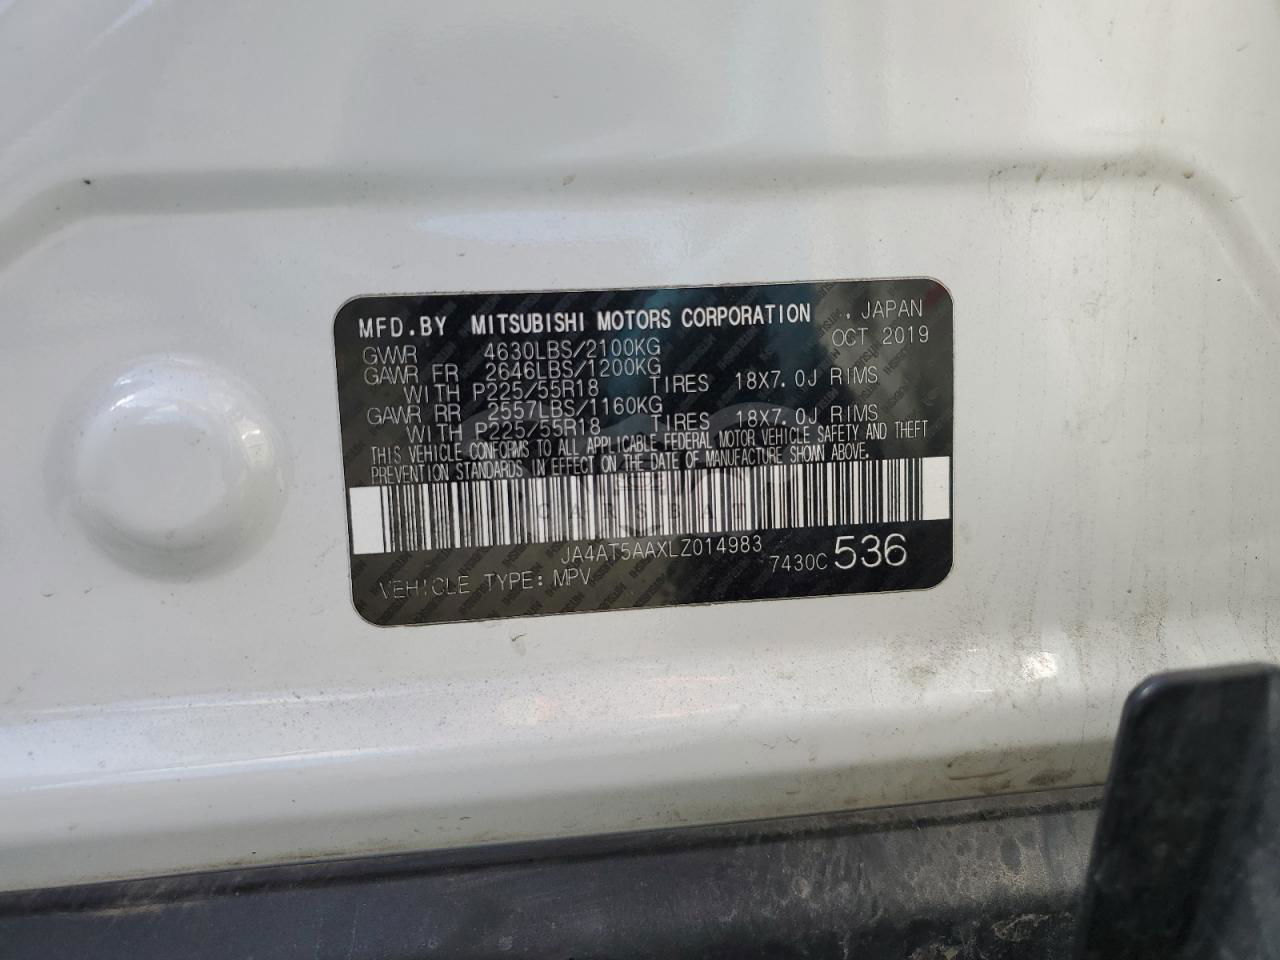 MFD.BY MITSUBISHI MOTORS CORPORATION , JAPAN
GVWR 4630LBS/2100KG OCT 2019
GAWR FR 2646LBS/1200KG
WITH P225/55R18 TIRES 18X7.0J RIMS
GAWR RR 2557LBS/1160KG
WITH P225/55R18 TIRES 18X7.0J RIMS
THIS VEHICLE CONFORMS TO ALL APPLICABLE FEDERAL MOTOR VEHICLE SAFETY AND THEFT
PREVENTION STANDARDS IN EFFECT ON THE DATE OF MANUFACTURE SHOWN ABOVE.
JA4AT5AAXLZ014983
VEHICLE TYPE: MPV 7430C 536